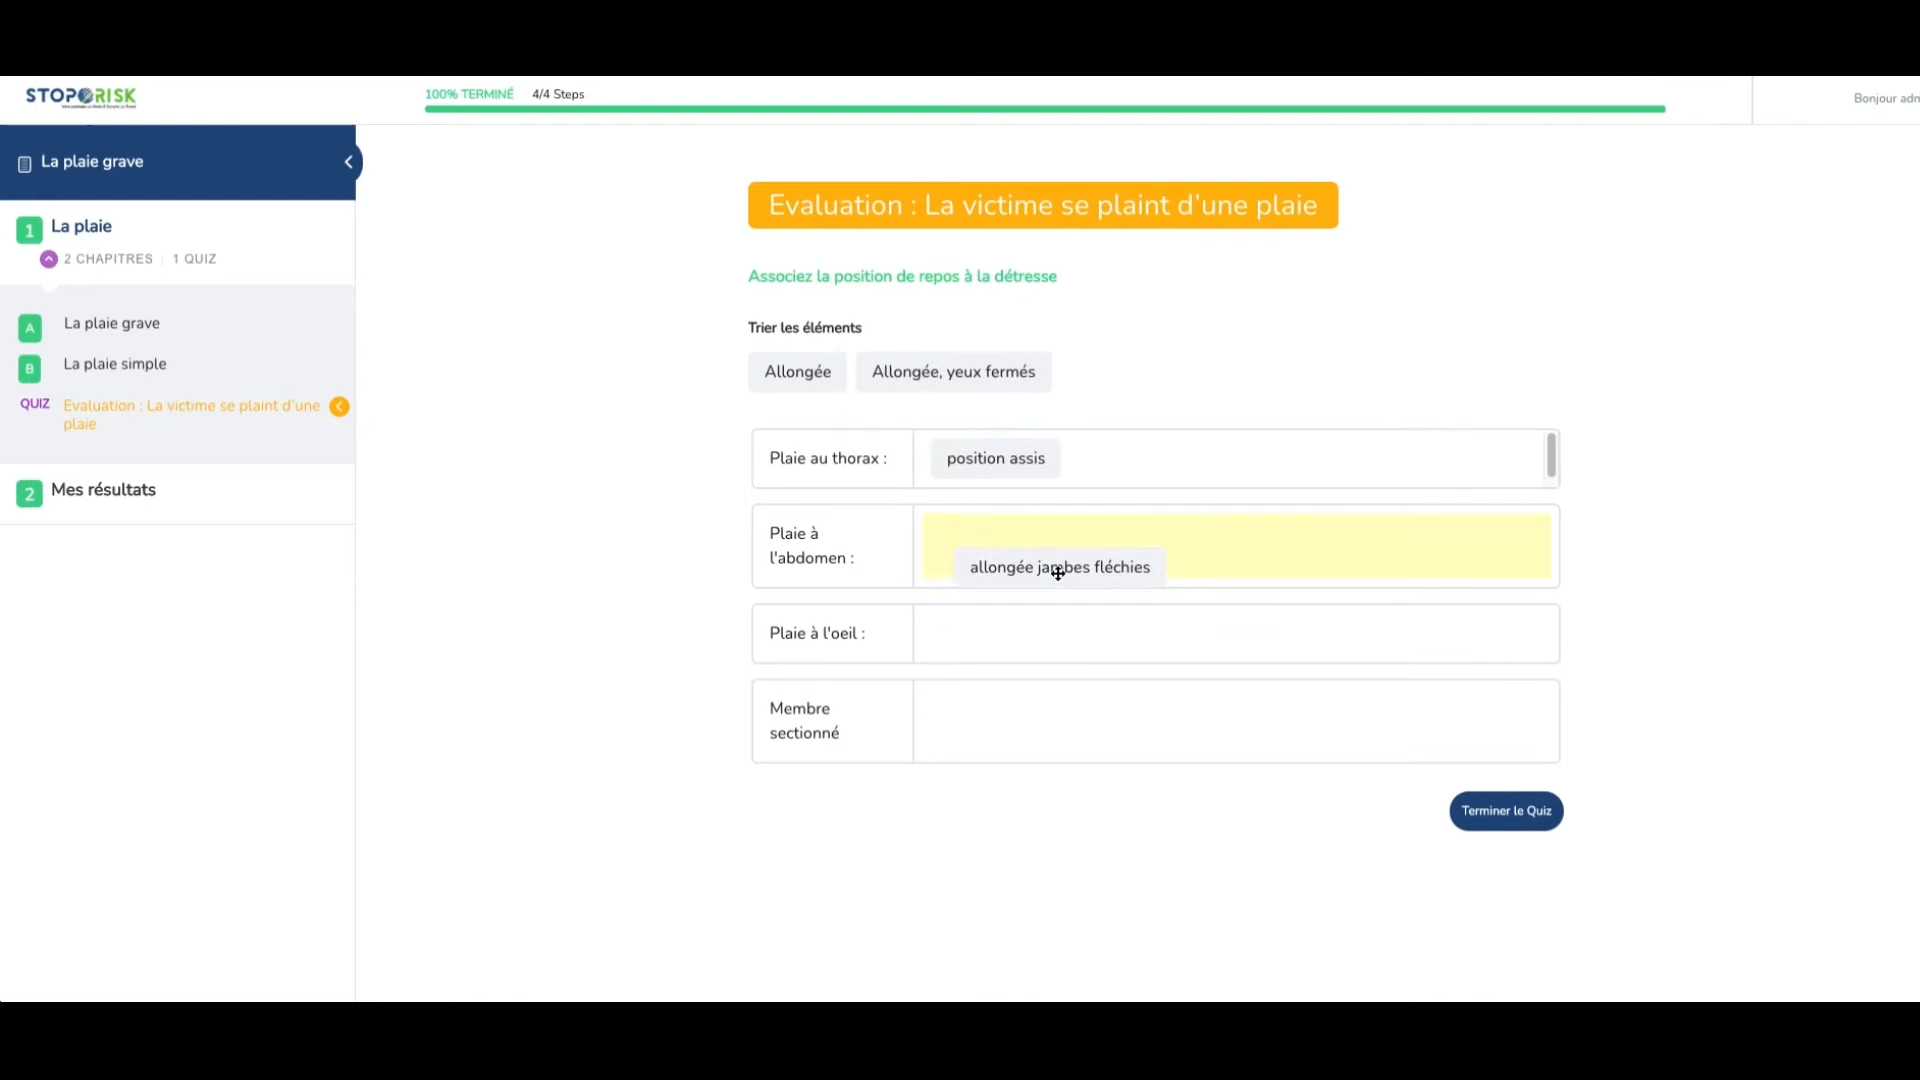 STOPORISK
100% TERMINÉ 4/4 Steps
Bonjour adm
La plaie grave
1 La plaie
2 CHAPITRES | 1 QUIZ
A La plaie grave
B La plaie simple
QUIZ Evaluation : La victime se plaint d'une
plaie
2 Mes résultats
Evaluation : La victime se plaint d'une plaie
Associez la position de repos à la détresse
Trier les éléments
Allongée Allongée, yeux fermés
Plaie au thorax : position assis
Plaie à
l'abdomen :
allongée jambes fléchies
Plaie à l'oeil :
Membre
sectionné
Terminer le Quiz